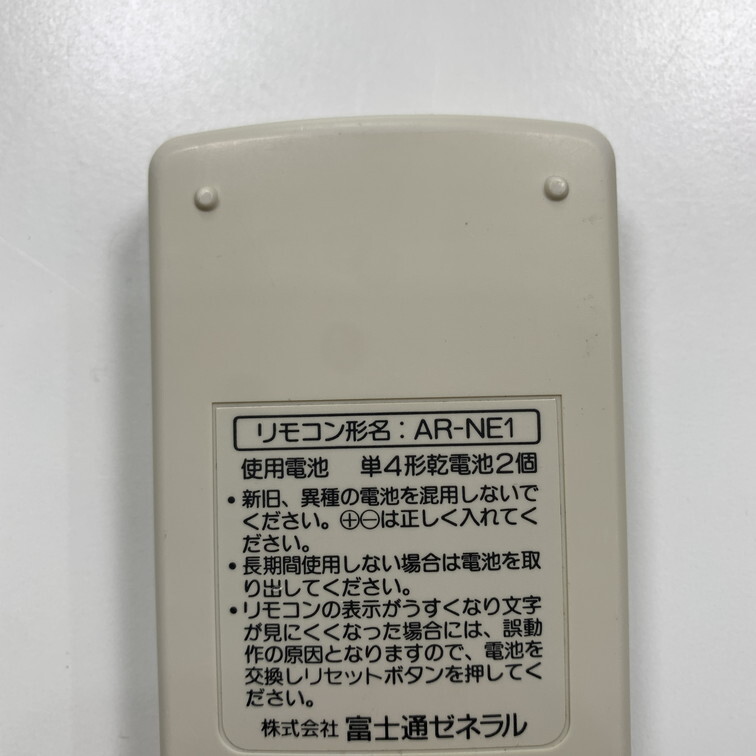 リモコン形名：AR-NE1
使用電池　単4形乾電池2個
・新旧、異種の電池を混用しないで
ください。⊕⊖は正しく入れてく
ださい。
・長期間使用しない場合は電池を取
り出してください。
・リモコンの表示がうすくなり文字
が見にくくなった場合には、誤動
作の原因となりますので、電池を
交換しリセットボタンを押してく
ださい。
株式会社 富士通ゼネラル